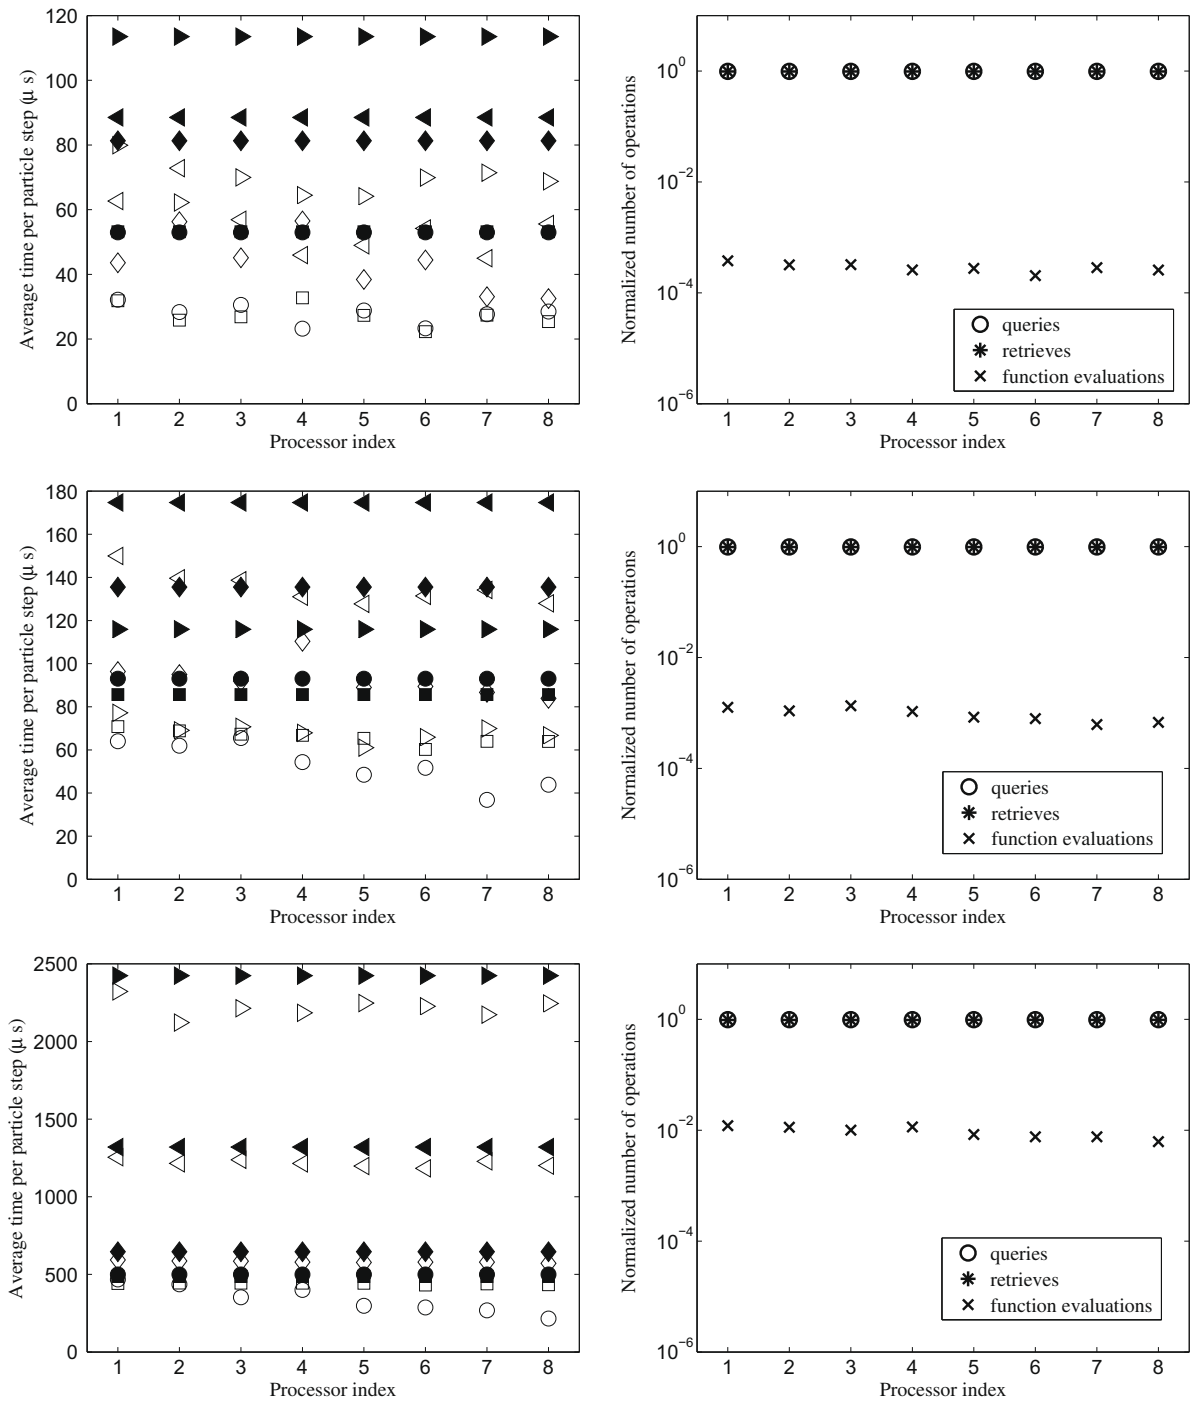 120
100
80
60
40
20
0
Average time per particle step (μ s)
1 2 3 4 5 6 7 8
Processor index
10^0
10^−2
10^−4
10^−6
Normalized number of operations
queries
retrieves
function evaluations
1 2 3 4 5 6 7 8
Processor index
180
160
140
120
100
80
60
40
20
0
Average time per particle step (μ s)
1 2 3 4 5 6 7 8
Processor index
10^0
10^−2
10^−4
10^−6
Normalized number of operations
queries
retrieves
function evaluations
1 2 3 4 5 6 7 8
Processor index
2500
2000
1500
1000
500
0
Average time per particle step (μ s)
1 2 3 4 5 6 7 8
Processor index
10^0
10^−2
10^−4
10^−6
Normalized number of operations
queries
retrieves
function evaluations
1 2 3 4 5 6 7 8
Processor index